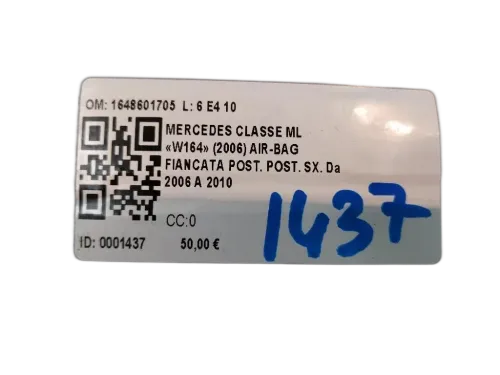 OM: 1648601705 L: 6 E4 10
MERCEDES CLASSE ML
«W164» (2006) AIR-BAG
FIANCATA POST. POST. SX. Da
2006 A 2010
CC:0
ID: 0001437 50,00 €
1437